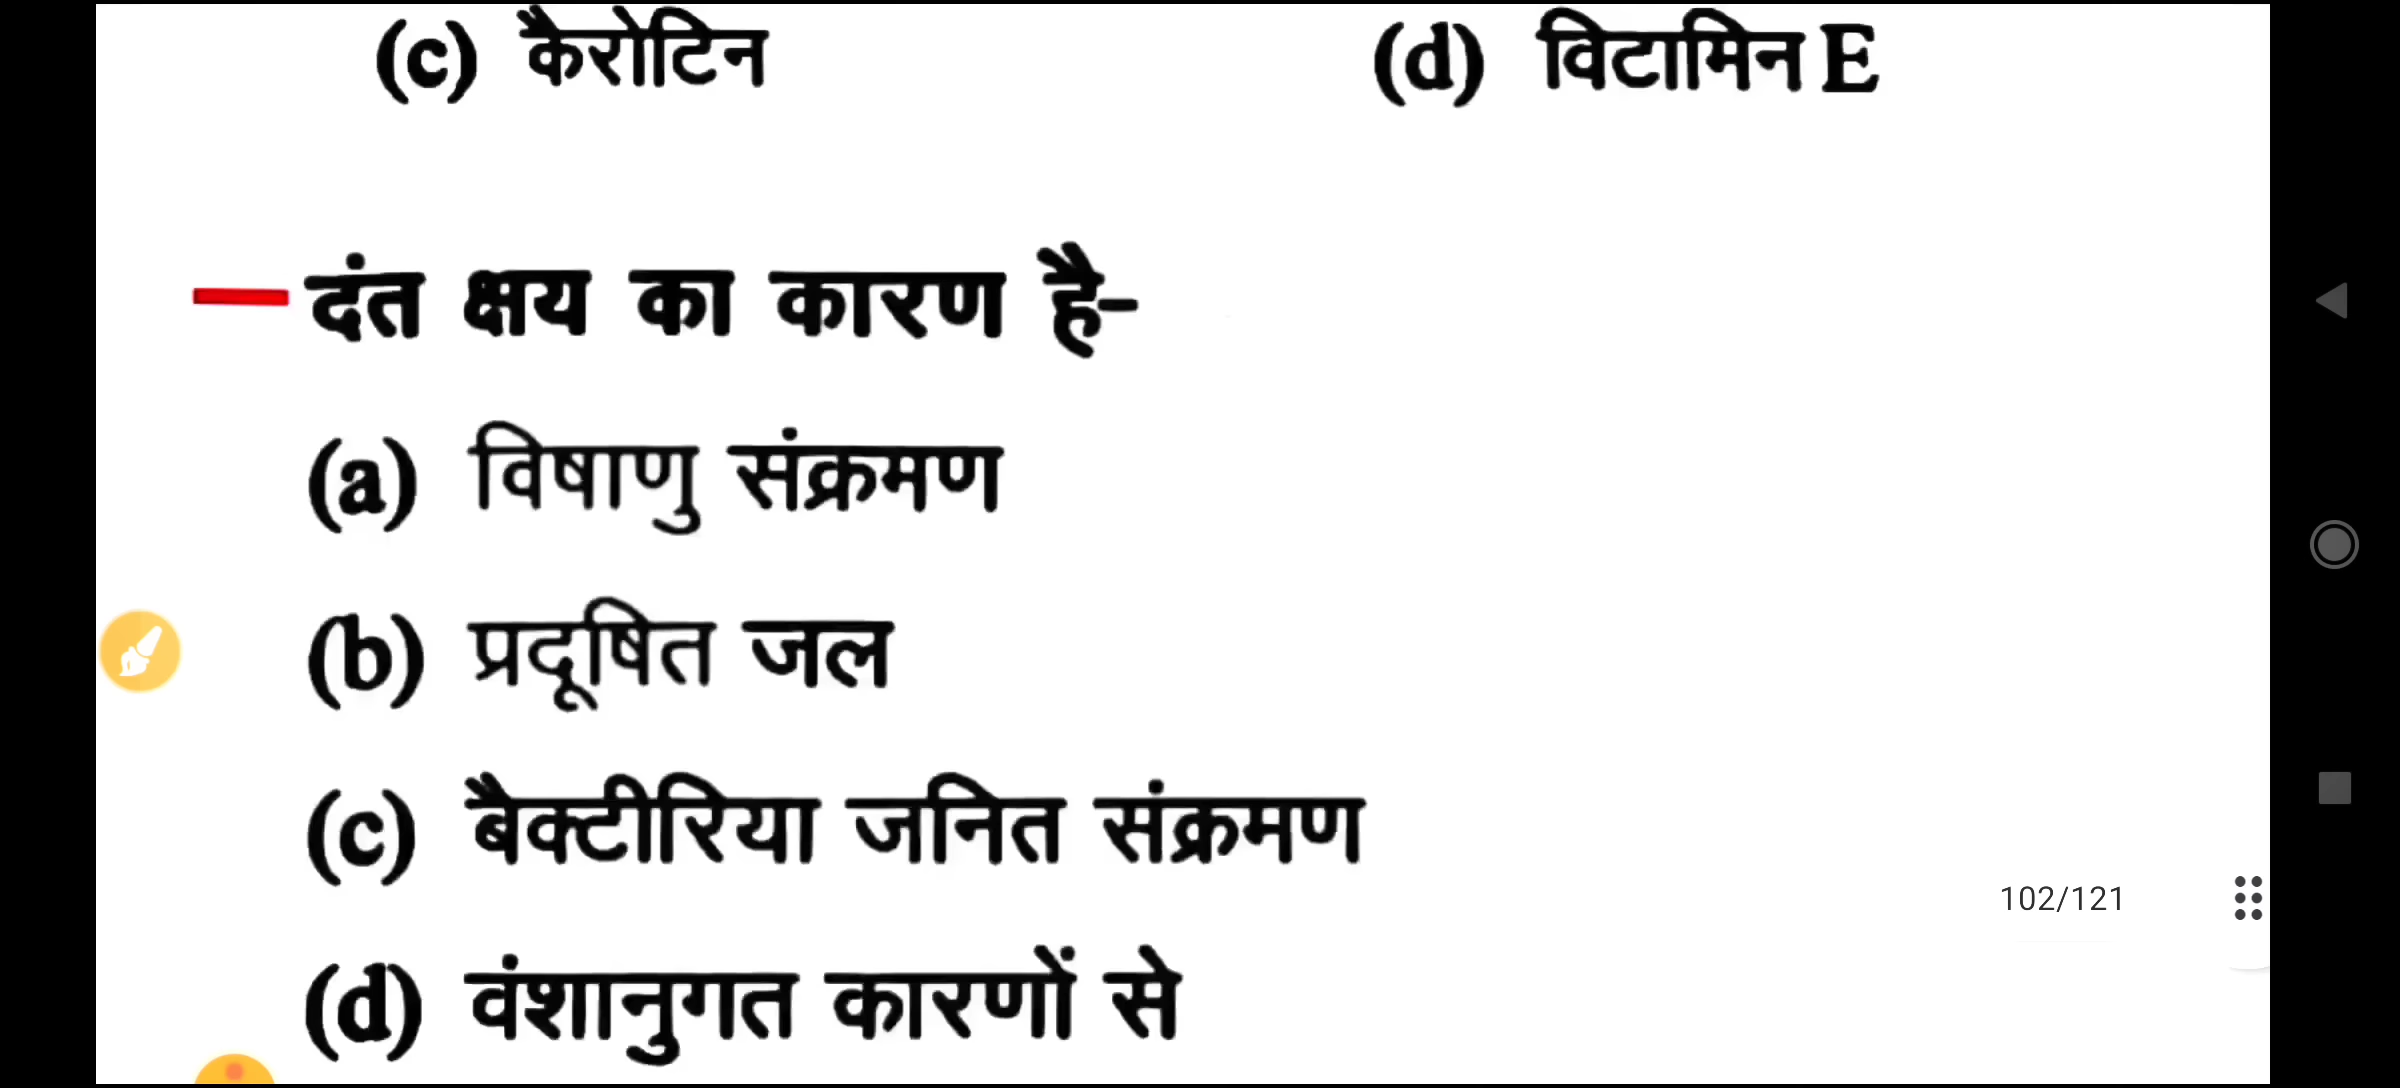 (c) कैरोटिन (d) विटामिन E
दंत क्षय का कारण है-
(a) विषाणु संक्रमण
(b) प्रदूषित जल
(c) बैक्टीरिया जनित संक्रमण
102/121
(d) वंशानुगत कारणों से